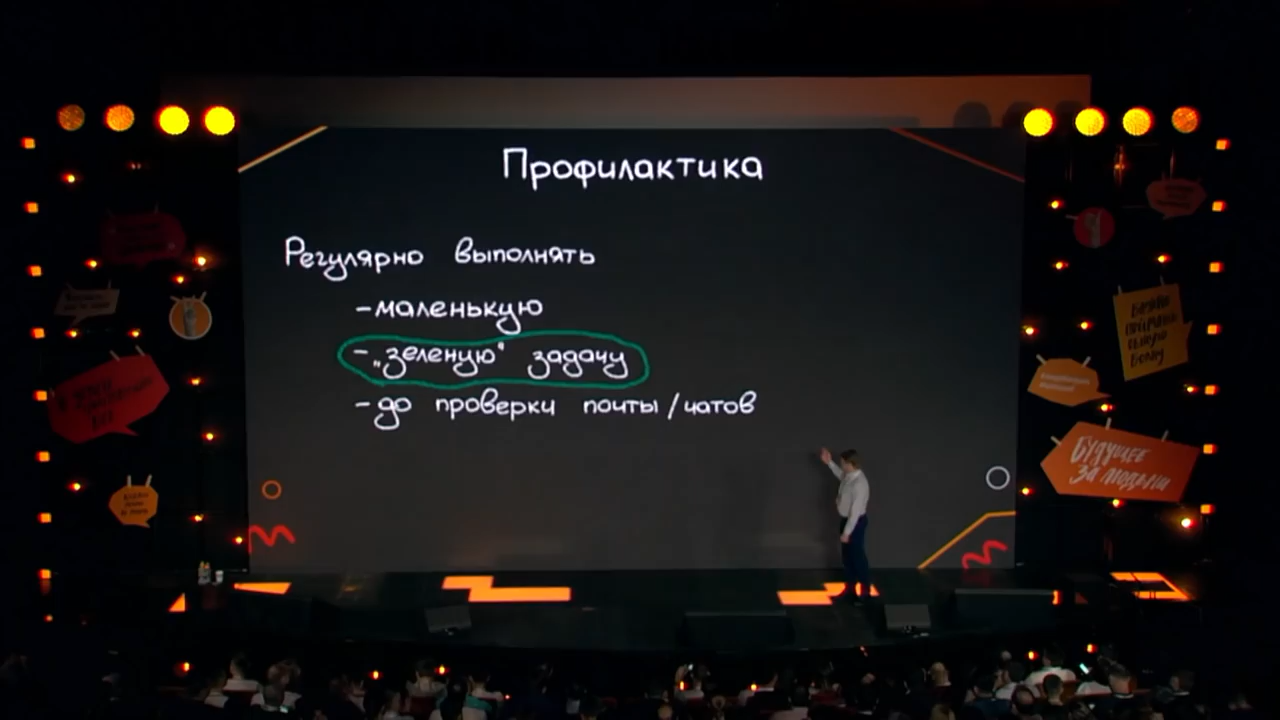 Профилактика
Регулярно выполнять
- маленькую
- „зеленую" задачу
- до проверки почты / чатов
БУДУЩЕЕ
ЗА ЛЮДЬМИ